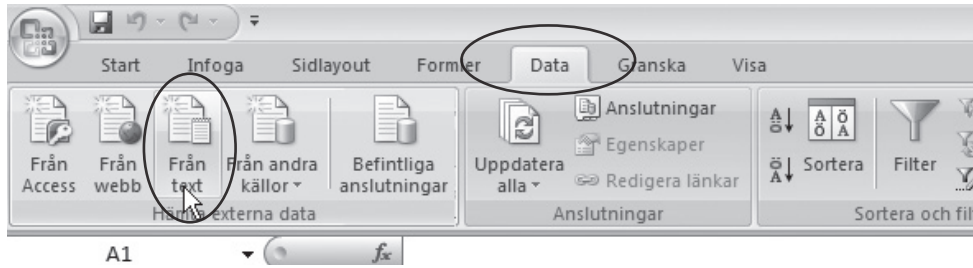 Start Infoga Sidlayout Formler Data Granska Visa
Från Access
Från webb
Från text
Från andra källor
Befintliga anslutningar
Hämta externa data
Uppdatera alla
Anslutningar
Egenskaper
Redigera länkar
Anslutningar
A Ö
Ö A
A Ö
Ö A
Sortera
Filter
Sortera och fil
A1
fx